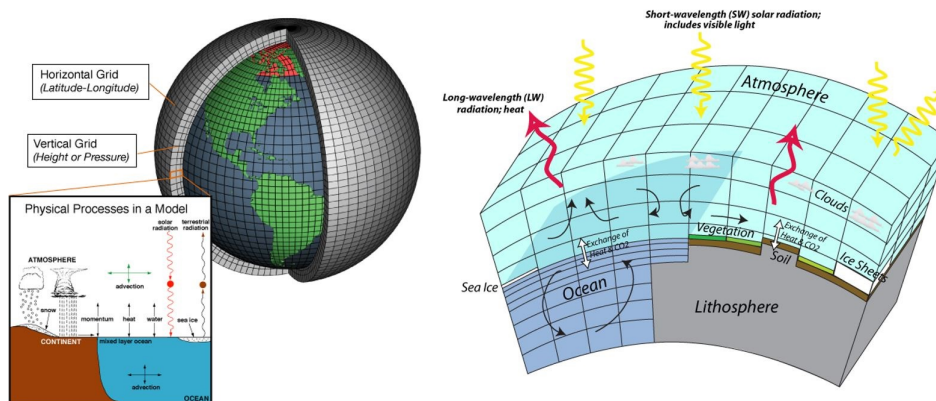 Horizontal Grid
(Latitude-Longitude)
Vertical Grid
(Height or Pressure)
Physical Processes in a Model
solar
radiation
terrestrial
radiation
ATMOSPHERE
advection
snow
momentum
heat
water
sea ice
CONTINENT
mixed layer ocean
advection
OCEAN
Short-wavelength (SW) solar radiation;
includes visible light
Long-wavelength (LW)
radiation; heat
Atmosphere
Clouds
Vegetation
Exchange of
Heat & CO2
Exchange of
Heat & CO2
Soil
Ice Sheets
Sea Ice
Ocean
Lithosphere